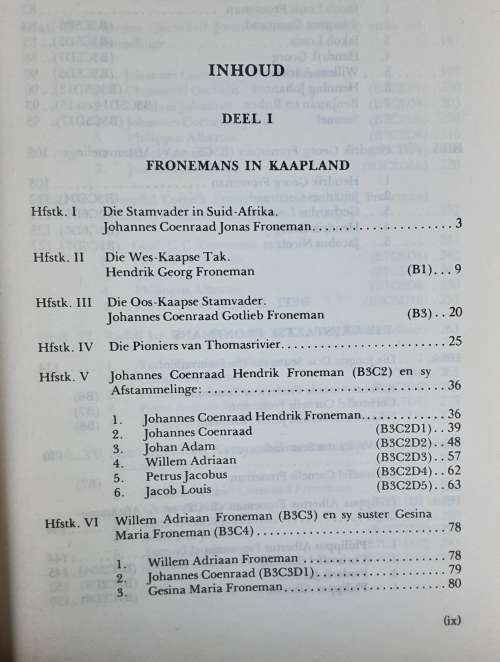 INHOUD
DEEL I
FRONEMANS IN KAAPLAND
Hfstk. I Die Stamvader in Suid-Afrika.
Johannes Coenraad Jonas Froneman. . . . . . . . . . . . . . . . . . . . 3
Hfstk. II Die Wes-Kaapse Tak.
Hendrik Georg Froneman (B1). . . 9
Hfstk. III Die Oos-Kaapse Stamvader.
Johannes Coenraad Gotlieb Froneman (B3). . 20
Hfstk. IV Die Pioniers van Thomasrivier. . . . . . . . . . . . . . . . . . . . . . . . 25
Hfstk. V Johannes Coenraad Hendrik Froneman (B3C2) en sy
Afstammelinge: . . . . . . . . . . . . . . . . . . . . . . . . . . . . . . . . . . . 36
1. Johannes Coenraad Hendrik Froneman. . . . . . . . . . . . 36
2. Johannes Coenraad (B3C2D1). . 39
3. Johan Adam (B3C2D2). . 48
4. Willem Adriaan (B3C2D3). . 57
5. Petrus Jacobus (B3C2D4). . 62
6. Jacob Louis (B3C2D5). . 63
Hfstk. VI Willem Adriaan Froneman (B3C3) en sy suster Gesina
Maria Froneman (B3C4) . . . . . . . . . . . . . . . . . . . . . . . . . . . . 78
1. Willem Adriaan Froneman. . . . . . . . . . . . . . . . . . . . . 78
2. Johannes Coenraad (B3C3D1). . . . . . . . . . . . . . . . . . . 79
3. Gesina Maria Froneman. . . . . . . . . . . . . . . . . . . . . . . 80
(ix)